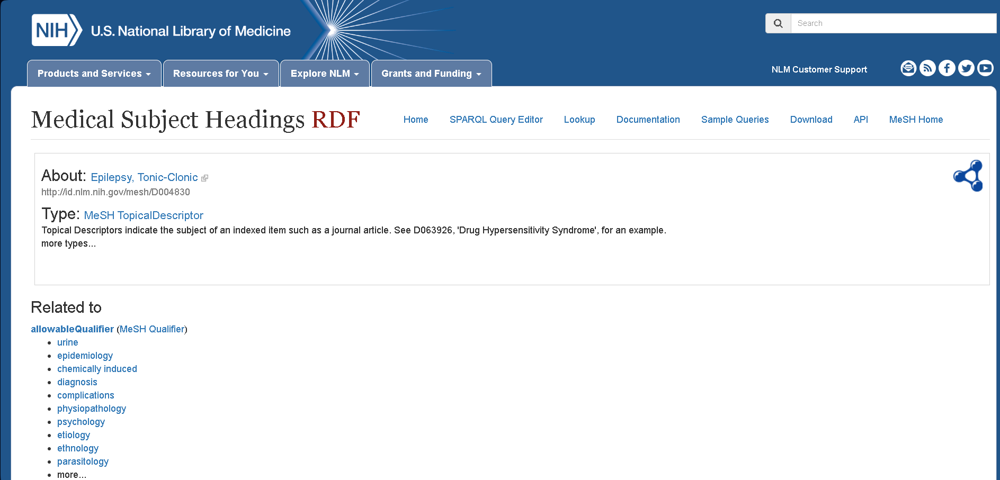 NIH U.S. National Library of Medicine
Search
Products and Services
Resources for You
Explore NLM
Grants and Funding
NLM Customer Support
Medical Subject Headings RDF
Home
SPARQL Query Editor
Lookup
Documentation
Sample Queries
Download
API
MeSH Home
About: Epilepsy, Tonic-Clonic
http://id.nlm.nih.gov/mesh/D004830
Type: MeSH TopicalDescriptor
Topical Descriptors indicate the subject of an indexed item such as a journal article. See D063926, 'Drug Hypersensitivity Syndrome', for an example.
more types...
Related to
allowableQualifier (MeSH Qualifier)
urine
epidemiology
chemically induced
diagnosis
complications
physiopathology
psychology
etiology
ethnology
parasitology
more...